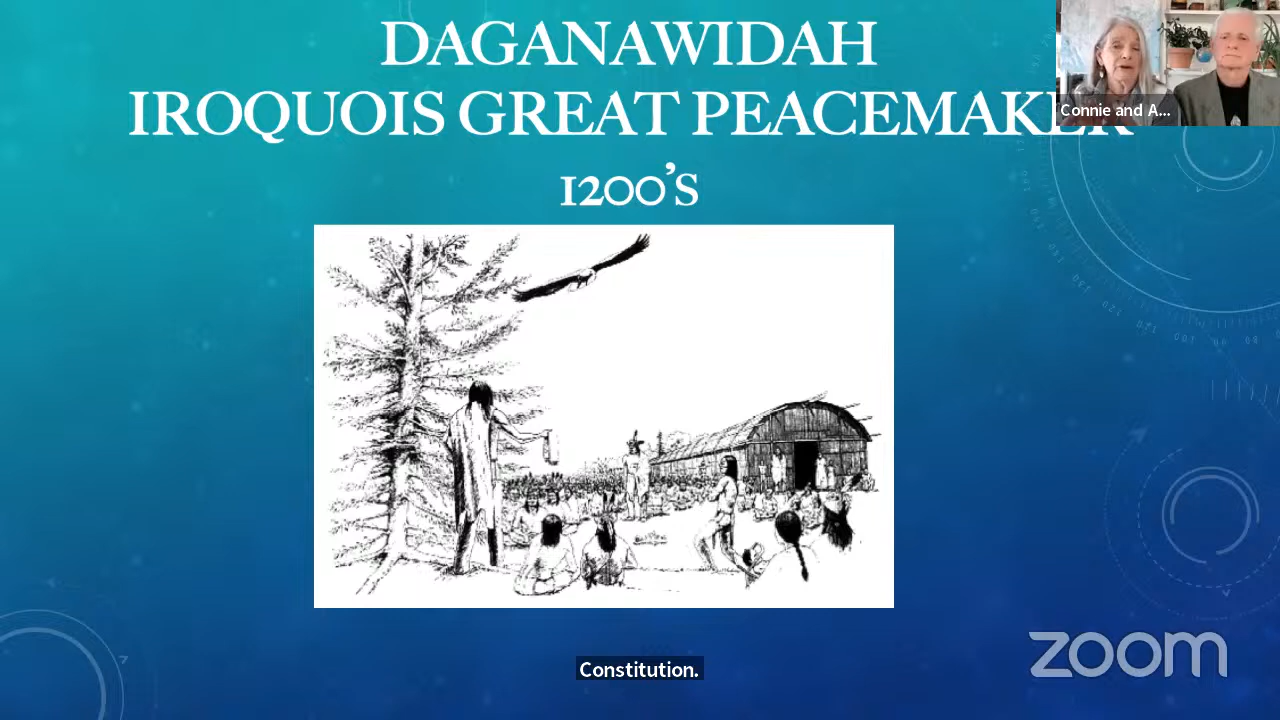 DAGANAWIDAH
IROQUOIS GREAT PEACEMAKER
1200'S
Connie and A...
Constitution.
zoom